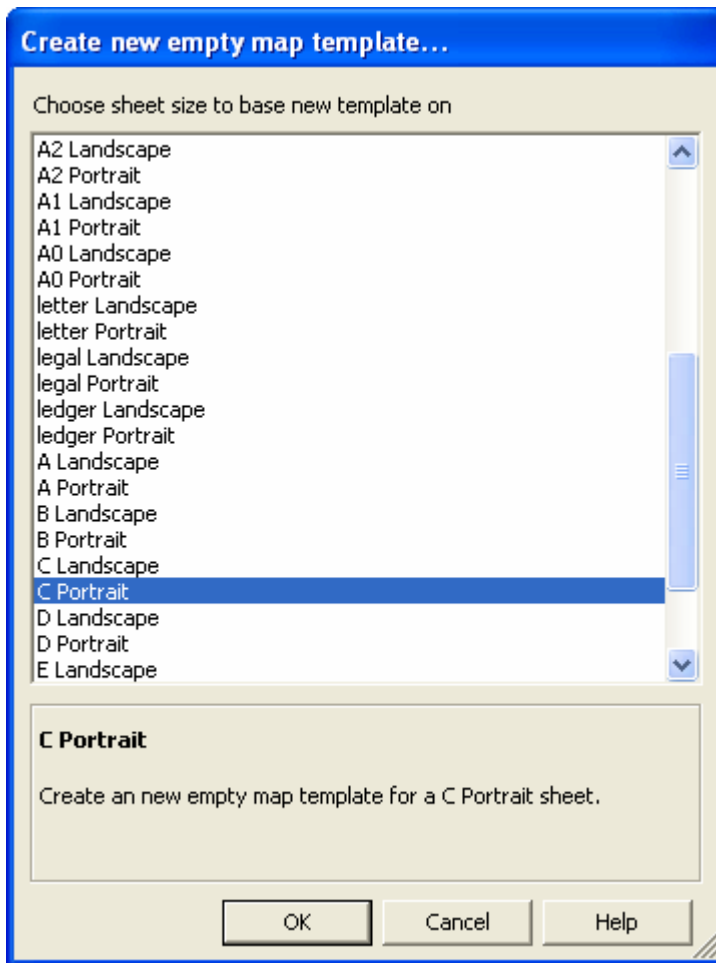 Create new empty map template...
Choose sheet size to base new template on
A2 Landscape
A2 Portrait
A1 Landscape
A1 Portrait
A0 Landscape
A0 Portrait
letter Landscape
letter Portrait
legal Landscape
legal Portrait
ledger Landscape
ledger Portrait
A Landscape
A Portrait
B Landscape
B Portrait
C Landscape
C Portrait
D Landscape
D Portrait
E Landscape
C Portrait
Create an new empty map template for a C Portrait sheet.
OK Cancel Help